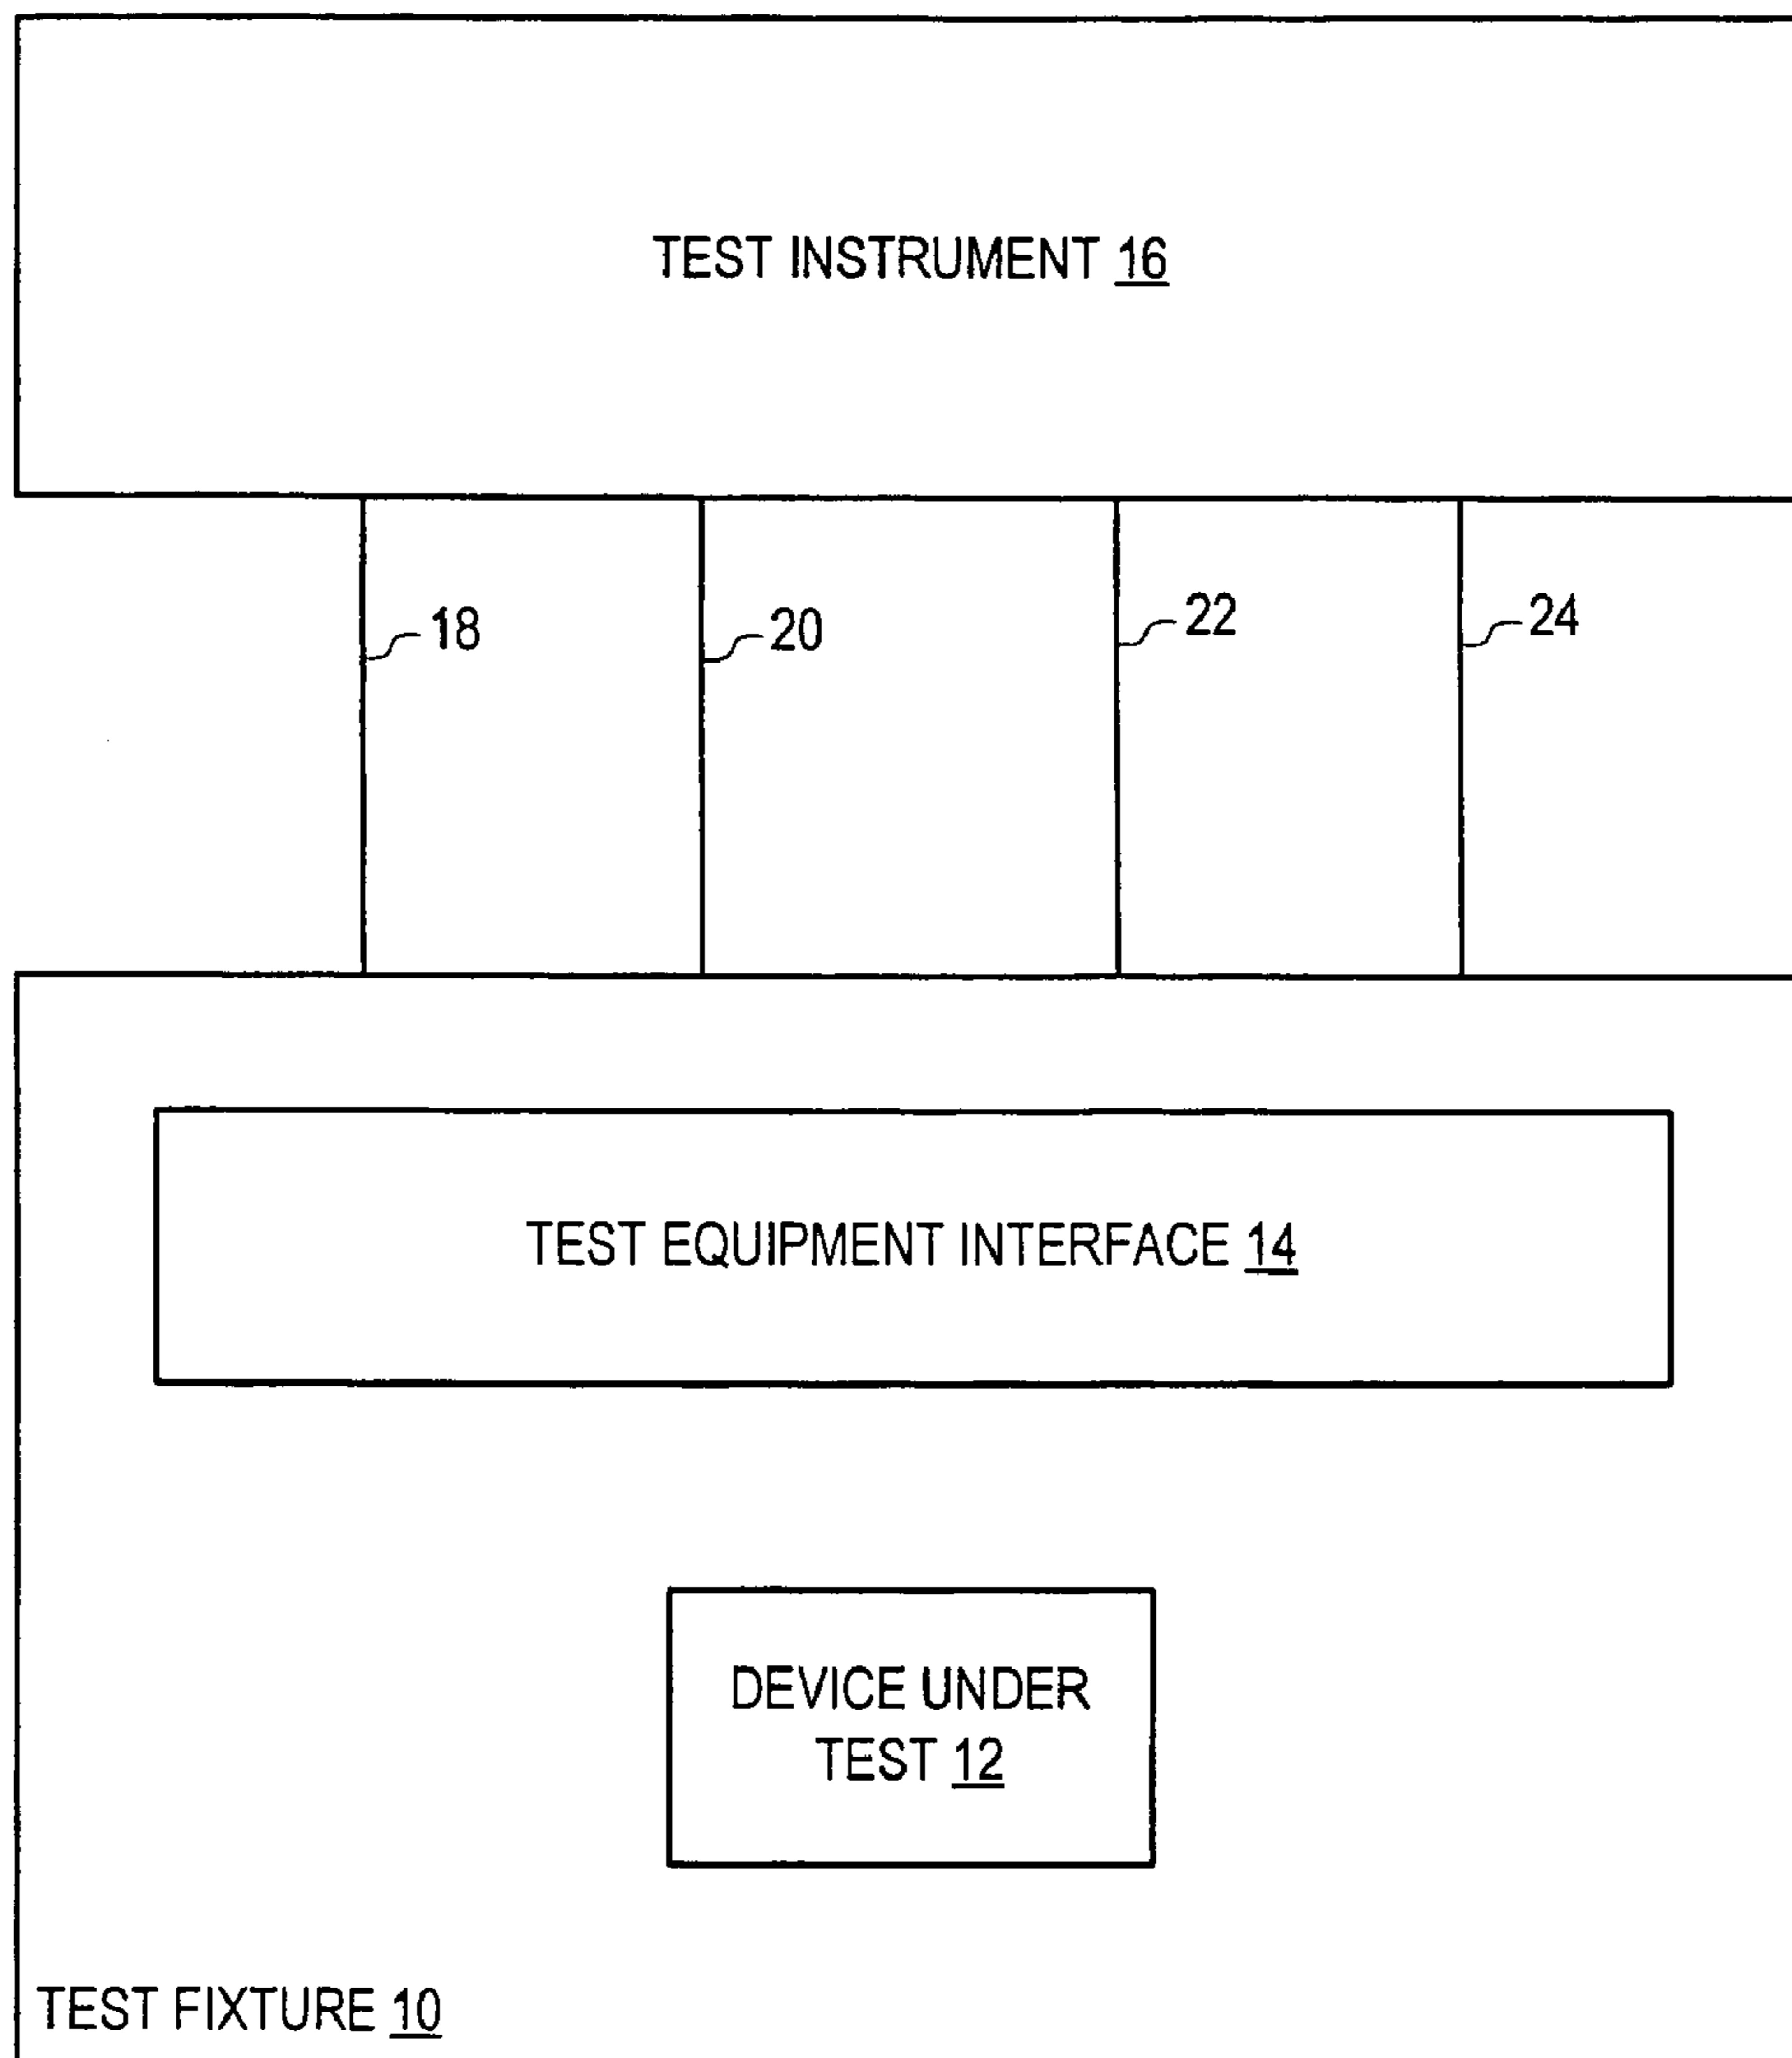 TEST INSTRUMENT 16
18
20
22
24
TEST EQUIPMENT INTERFACE 14
DEVICE UNDER
TEST 12
TEST FIXTURE 10